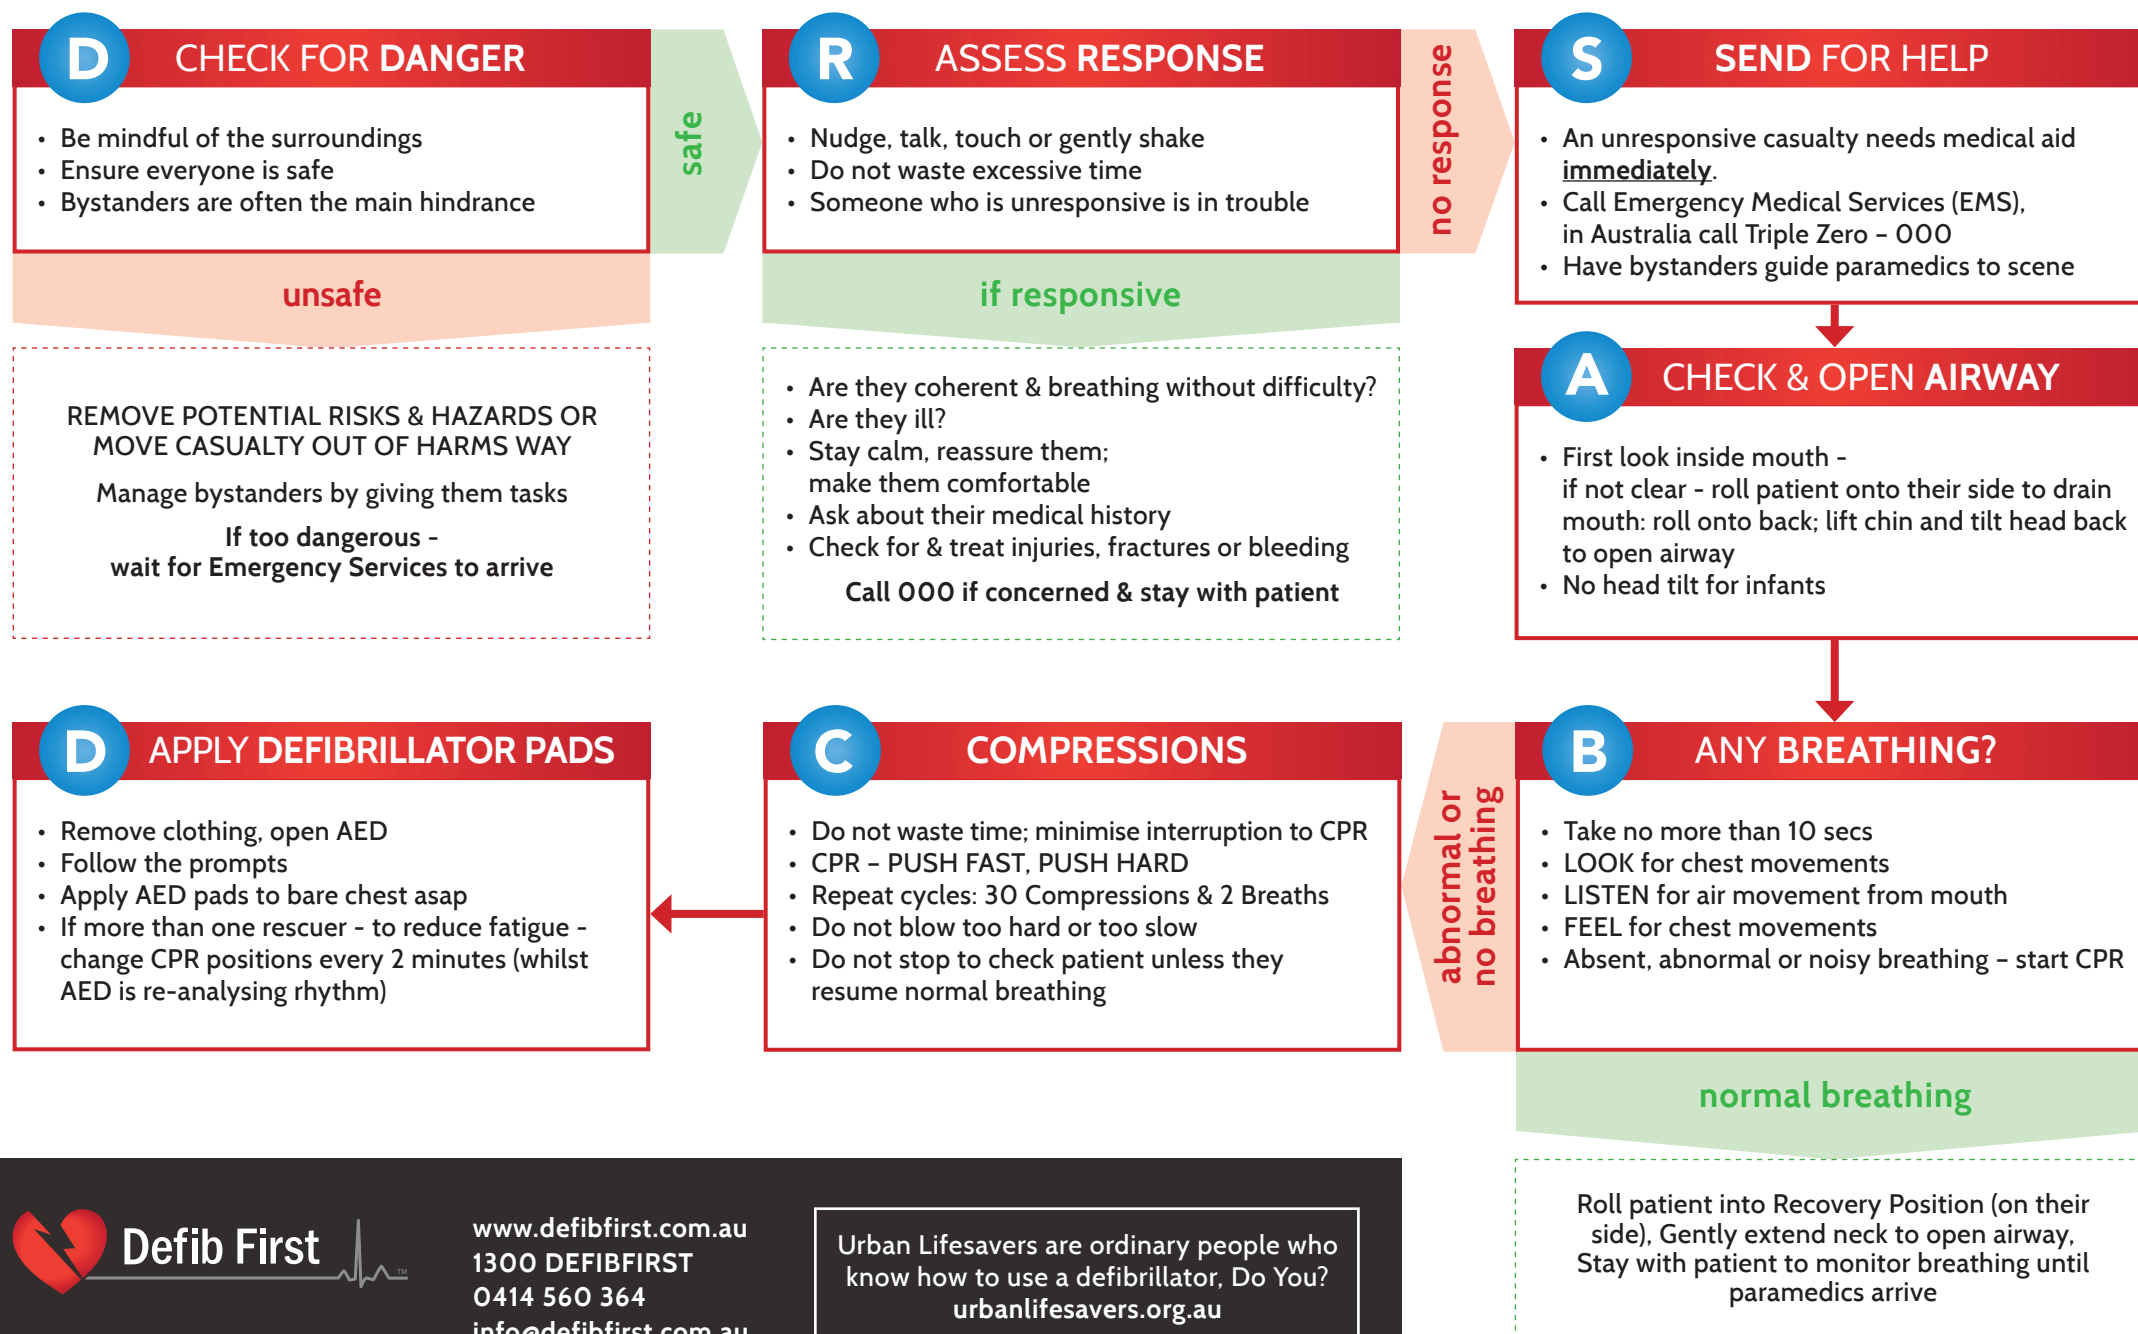 D
CHECK FOR DANGER
• Be mindful of the surroundings
• Ensure everyone is safe
• Bystanders are often the main hindrance
safe
unsafe
REMOVE POTENTIAL RISKS & HAZARDS OR
MOVE CASUALTY OUT OF HARMS WAY
Manage bystanders by giving them tasks
If too dangerous -
wait for Emergency Services to arrive
R
ASSESS RESPONSE
• Nudge, talk, touch or gently shake
• Do not waste excessive time
• Someone who is unresponsive is in trouble
no response
if responsive
• Are they coherent & breathing without difficulty?
• Are they ill?
• Stay calm, reassure them;
make them comfortable
• Ask about their medical history
• Check for & treat injuries, fractures or bleeding
Call 000 if concerned & stay with patient
S
SEND FOR HELP
• An unresponsive casualty needs medical aid
immediately.
• Call Emergency Medical Services (EMS),
in Australia call Triple Zero – 000
• Have bystanders guide paramedics to scene
A
CHECK & OPEN AIRWAY
• First look inside mouth -
if not clear - roll patient onto their side to drain
mouth: roll onto back; lift chin and tilt head back
to open airway
• No head tilt for infants
B
ANY BREATHING?
• Take no more than 10 secs
• LOOK for chest movements
• LISTEN for air movement from mouth
• FEEL for chest movements
• Absent, abnormal or noisy breathing – start CPR
abnormal or
no breathing
normal breathing
Roll patient into Recovery Position (on their
side), Gently extend neck to open airway,
Stay with patient to monitor breathing until
paramedics arrive
C
COMPRESSIONS
• Do not waste time; minimise interruption to CPR
• CPR – PUSH FAST, PUSH HARD
• Repeat cycles: 30 Compressions & 2 Breaths
• Do not blow too hard or too slow
• Do not stop to check patient unless they
resume normal breathing
D
APPLY DEFIBRILLATOR PADS
• Remove clothing, open AED
• Follow the prompts
• Apply AED pads to bare chest asap
• If more than one rescuer - to reduce fatigue -
change CPR positions every 2 minutes (whilst
AED is re-analysing rhythm)
Defib First ™
www.defibfirst.com.au
1300 DEFIBFIRST
0414 560 364
info@defibfirst.com.au
Urban Lifesavers are ordinary people who
know how to use a defibrillator, Do You?
urbanlifesavers.org.au